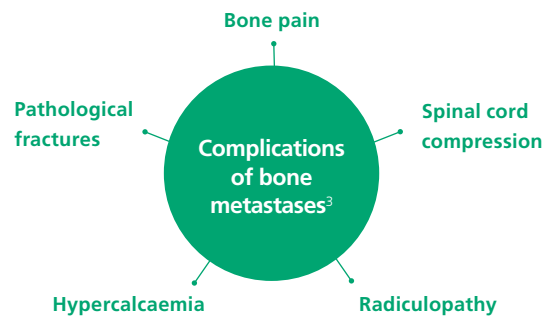 Bone pain
Pathological
fractures
Spinal cord
compression
Complications
of bone
metastases³
Hypercalcaemia
Radiculopathy